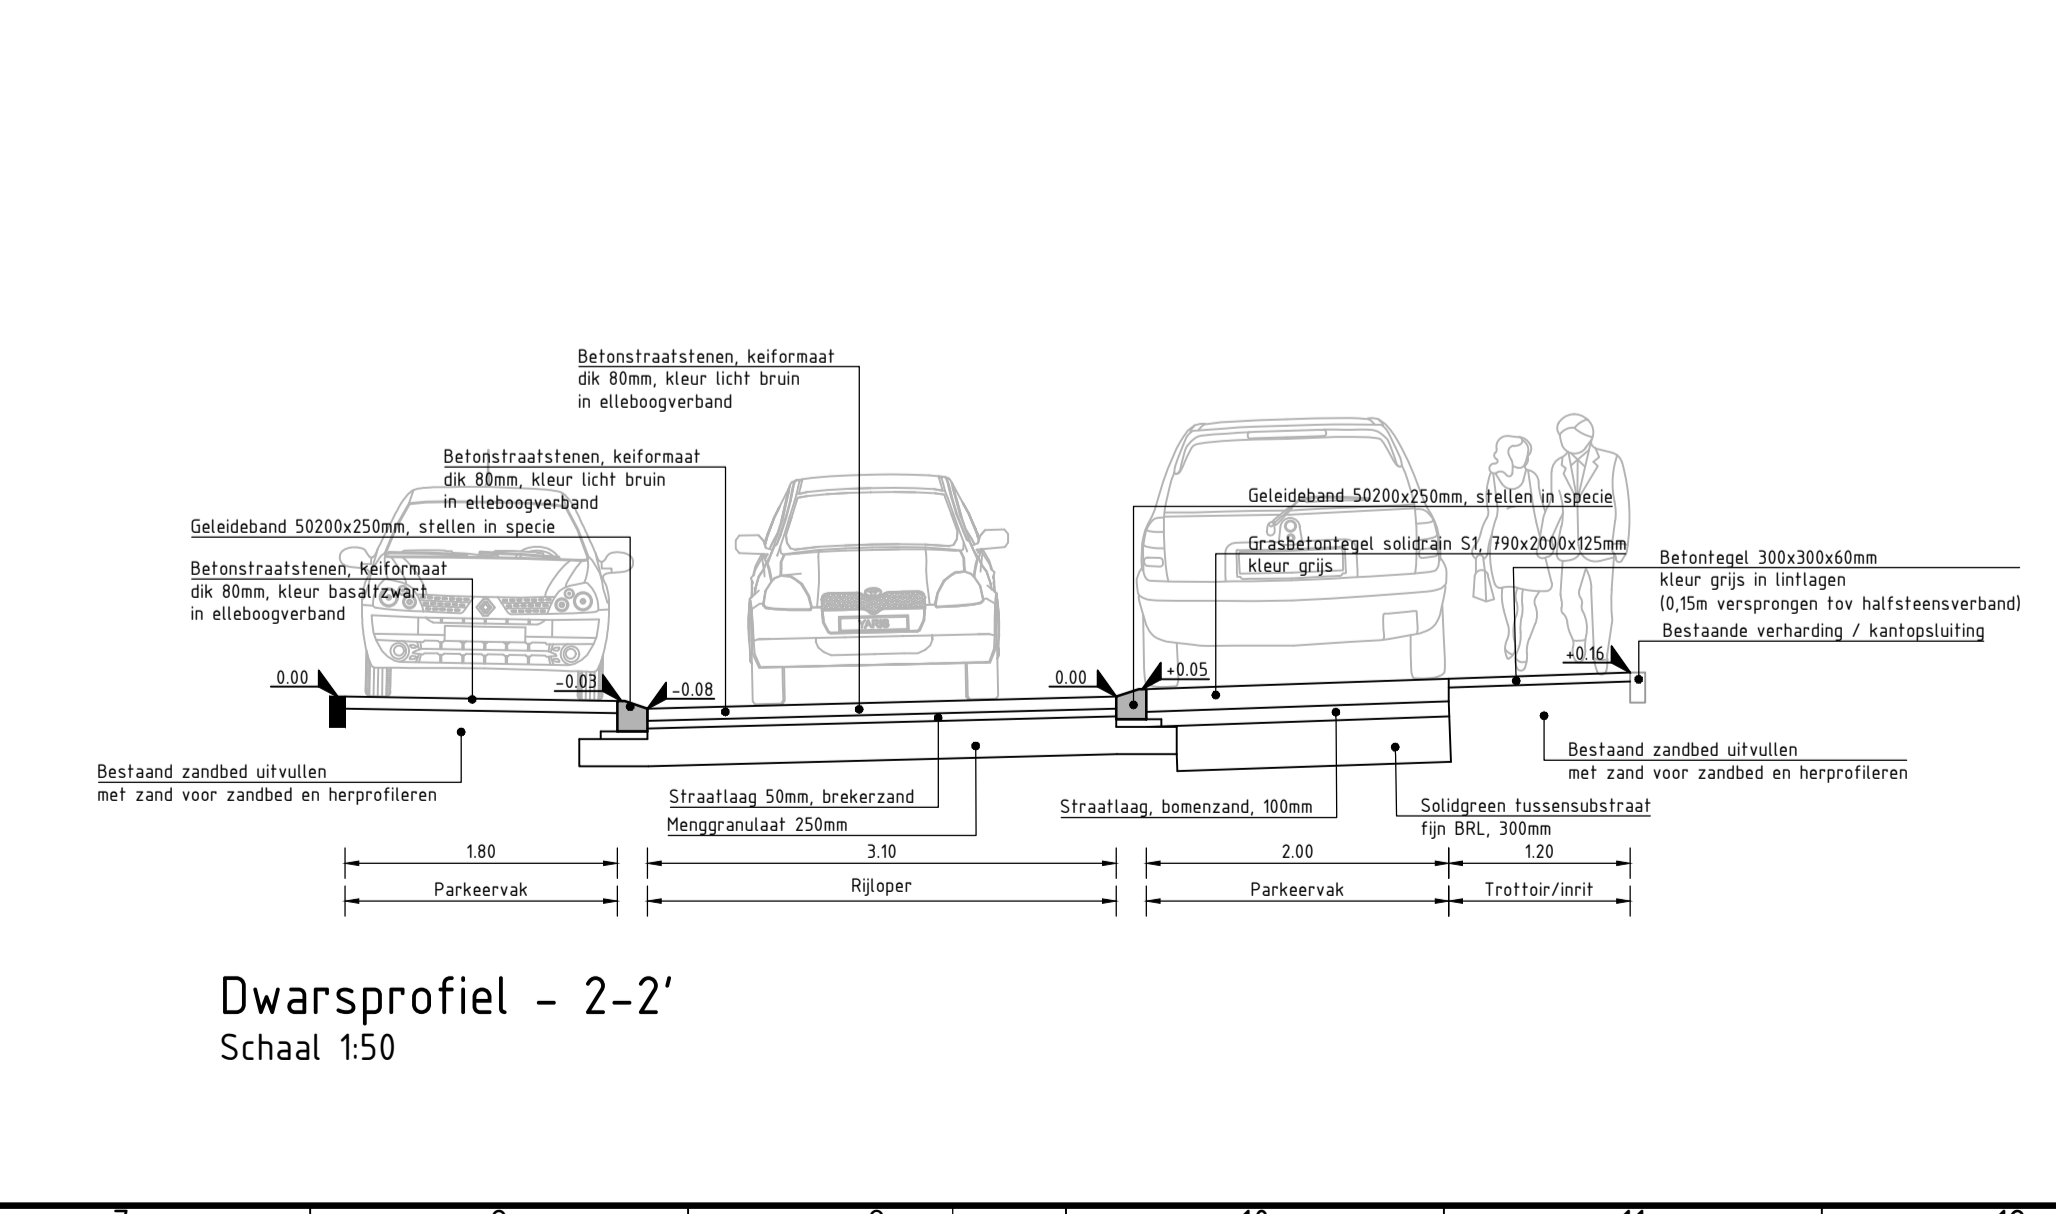 Betonstraatstenen, keiformaat
dik 80mm, kleur licht bruin
in elleboogverband
Betonstraatstenen, keiformaat
dik 80mm, kleur licht bruin
in elleboogverband
Geleideband 50200x250mm, stellen in specie
Betonstraatstenen, keiformaat
dik 80mm, kleur basaltzwart
in elleboogverband
Geleideband 50200x250mm, stellen in specie
Grasbetontegel solidrain S1, 790x2000x125mm
kleur grijs
Betontegel 300x300x60mm
kleur grijs in lintlagen
(0,15m versprongen tov halfsteensverband)
Bestaande verharding / kantopsluiting
YARIS
0.00
-0.03
-0.08
0.00
+0.05
+0.16
Bestaand zandbed uitvullen
met zand voor zandbed en herprofileren
Straatlaag 50mm, brekerzand
Menggranulaat 250mm
Straatlaag, bomenzand, 100mm
Solidgreen tussensubstraat
fijn BRL, 300mm
Bestaand zandbed uitvullen
met zand voor zandbed en herprofileren
1.80
3.10
2.00
1.20
Parkeervak
Rijloper
Parkeervak
Trottoir/inrit
Dwarsprofiel - 2-2'
Schaal 1:50